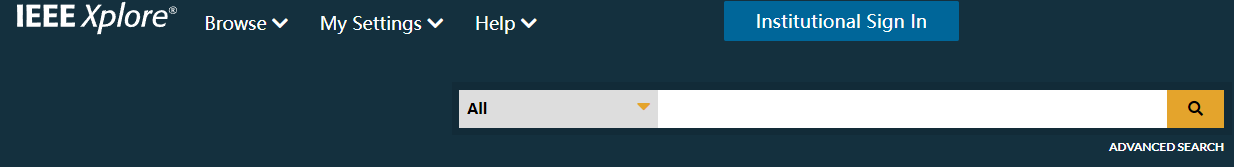 IEEE Xplore®
Browse
My Settings
Help
Institutional Sign In
All
ADVANCED SEARCH